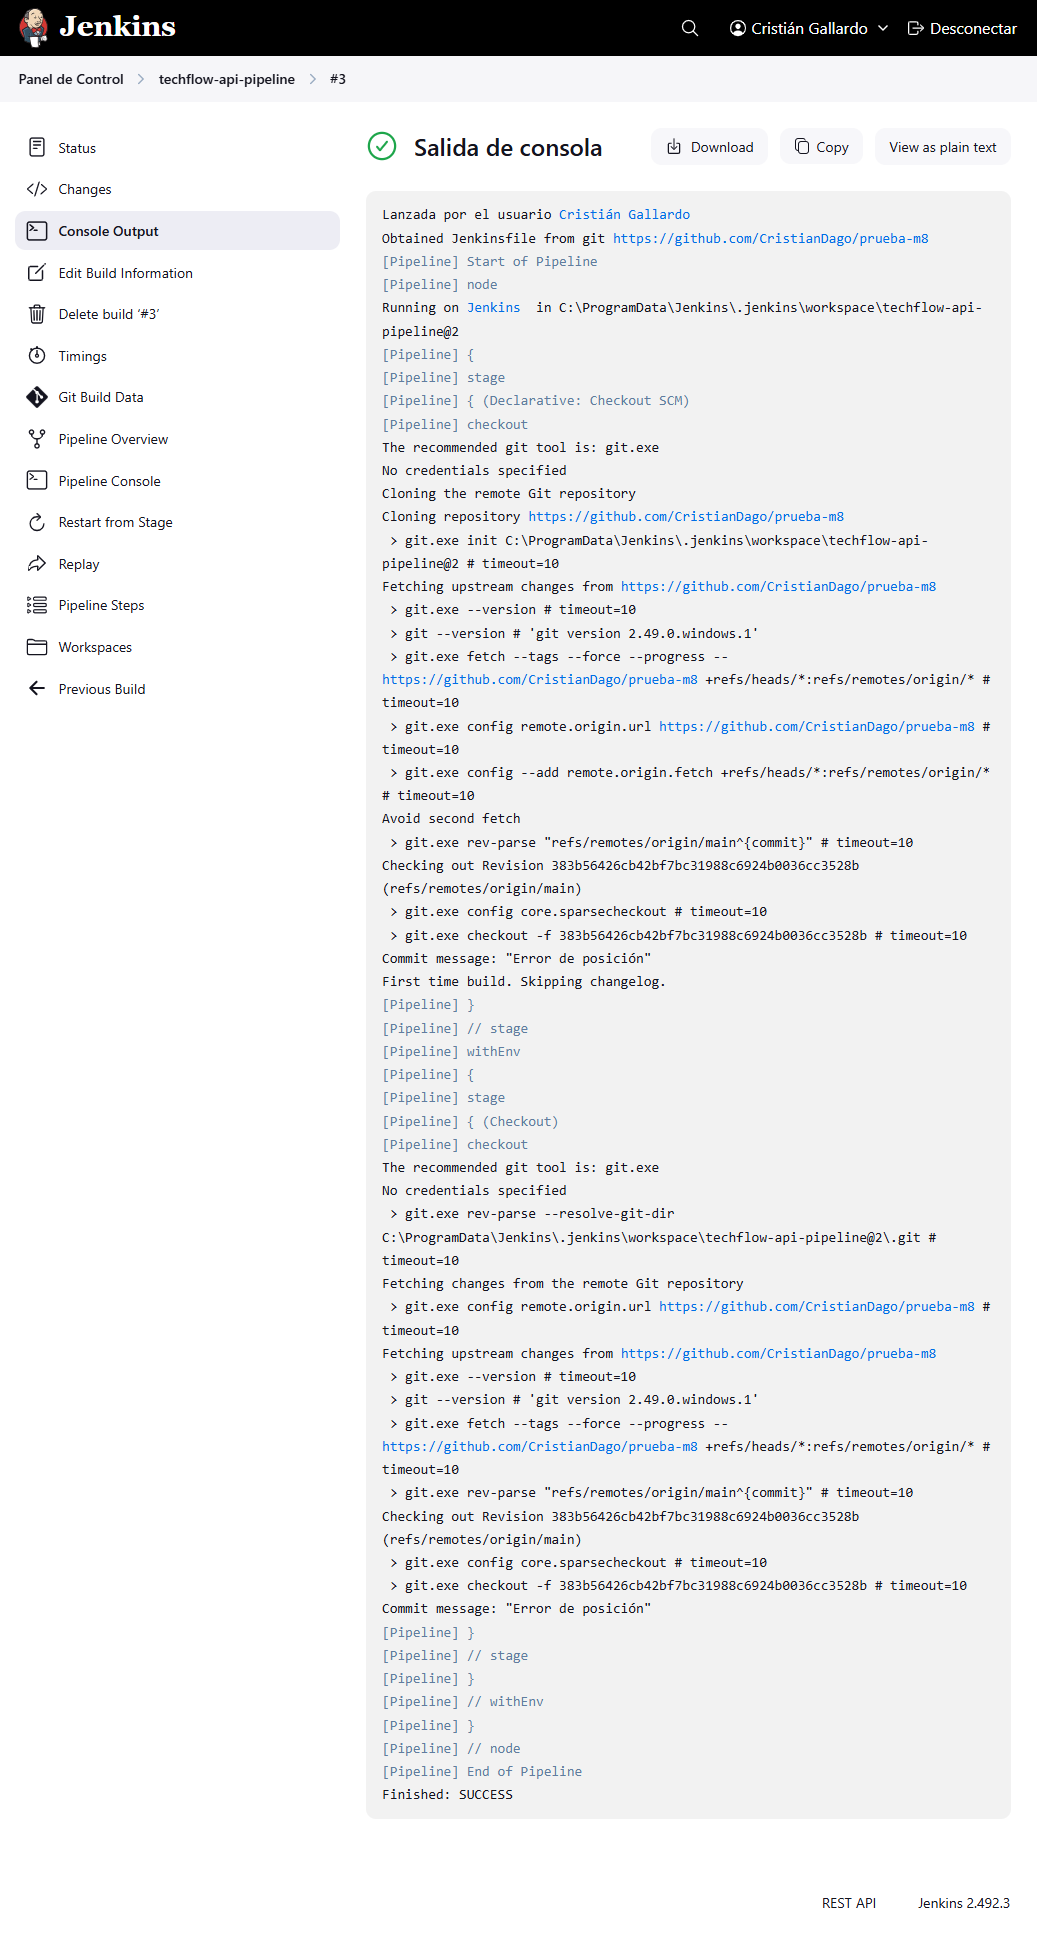 Jenkins
Cristián Gallardo
Desconectar
Panel de Control
techflow-api-pipeline
#3
Status
Changes
Console Output
Edit Build Information
Delete build ‘#3’
Timings
Git Build Data
Pipeline Overview
Pipeline Console
Restart from Stage
Replay
Pipeline Steps
Workspaces
Previous Build
Salida de consola
Download
Copy
View as plain text
Lanzada por el usuario Cristián Gallardo
Obtained Jenkinsfile from git https://github.com/CristianDago/prueba-m8
[Pipeline] Start of Pipeline
[Pipeline] node
Running on Jenkins  in C:\ProgramData\Jenkins\.jenkins\workspace\techflow-api-
pipeline@2
[Pipeline] {
[Pipeline] stage
[Pipeline] { (Declarative: Checkout SCM)
[Pipeline] checkout
The recommended git tool is: git.exe
No credentials specified
Cloning the remote Git repository
Cloning repository https://github.com/CristianDago/prueba-m8
 > git.exe init C:\ProgramData\Jenkins\.jenkins\workspace\techflow-api-
pipeline@2 # timeout=10
Fetching upstream changes from https://github.com/CristianDago/prueba-m8
 > git.exe --version # timeout=10
 > git --version # 'git version 2.49.0.windows.1'
 > git.exe fetch --tags --force --progress --
https://github.com/CristianDago/prueba-m8 +refs/heads/*:refs/remotes/origin/* #
timeout=10
 > git.exe config remote.origin.url https://github.com/CristianDago/prueba-m8 #
timeout=10
 > git.exe config --add remote.origin.fetch +refs/heads/*:refs/remotes/origin/*
# timeout=10
Avoid second fetch
 > git.exe rev-parse "refs/remotes/origin/main^{commit}" # timeout=10
Checking out Revision 383b56426cb42bf7bc31988c6924b0036cc3528b
(refs/remotes/origin/main)
 > git.exe config core.sparsecheckout # timeout=10
 > git.exe checkout -f 383b56426cb42bf7bc31988c6924b0036cc3528b # timeout=10
Commit message: "Error de posición"
First time build. Skipping changelog.
[Pipeline] }
[Pipeline] // stage
[Pipeline] withEnv
[Pipeline] {
[Pipeline] stage
[Pipeline] { (Checkout)
[Pipeline] checkout
The recommended git tool is: git.exe
No credentials specified
 > git.exe rev-parse --resolve-git-dir
C:\ProgramData\Jenkins\.jenkins\workspace\techflow-api-pipeline@2\.git #
timeout=10
Fetching changes from the remote Git repository
 > git.exe config remote.origin.url https://github.com/CristianDago/prueba-m8 #
timeout=10
Fetching upstream changes from https://github.com/CristianDago/prueba-m8
 > git.exe --version # timeout=10
 > git --version # 'git version 2.49.0.windows.1'
 > git.exe fetch --tags --force --progress --
https://github.com/CristianDago/prueba-m8 +refs/heads/*:refs/remotes/origin/* #
timeout=10
 > git.exe rev-parse "refs/remotes/origin/main^{commit}" # timeout=10
Checking out Revision 383b56426cb42bf7bc31988c6924b0036cc3528b
(refs/remotes/origin/main)
 > git.exe config core.sparsecheckout # timeout=10
 > git.exe checkout -f 383b56426cb42bf7bc31988c6924b0036cc3528b # timeout=10
Commit message: "Error de posición"
[Pipeline] }
[Pipeline] // stage
[Pipeline] }
[Pipeline] // withEnv
[Pipeline] }
[Pipeline] // node
[Pipeline] End of Pipeline
Finished: SUCCESS
REST API
Jenkins 2.492.3